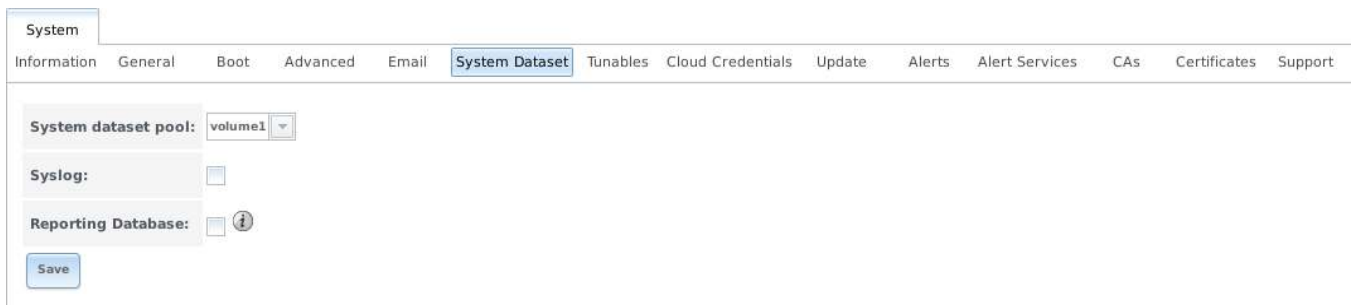 System
Information General Boot Advanced Email System Dataset Tunables Cloud Credentials Update Alerts Alert Services CAs Certificates Support
System dataset pool: volume1
Syslog:
Reporting Database: i
Save